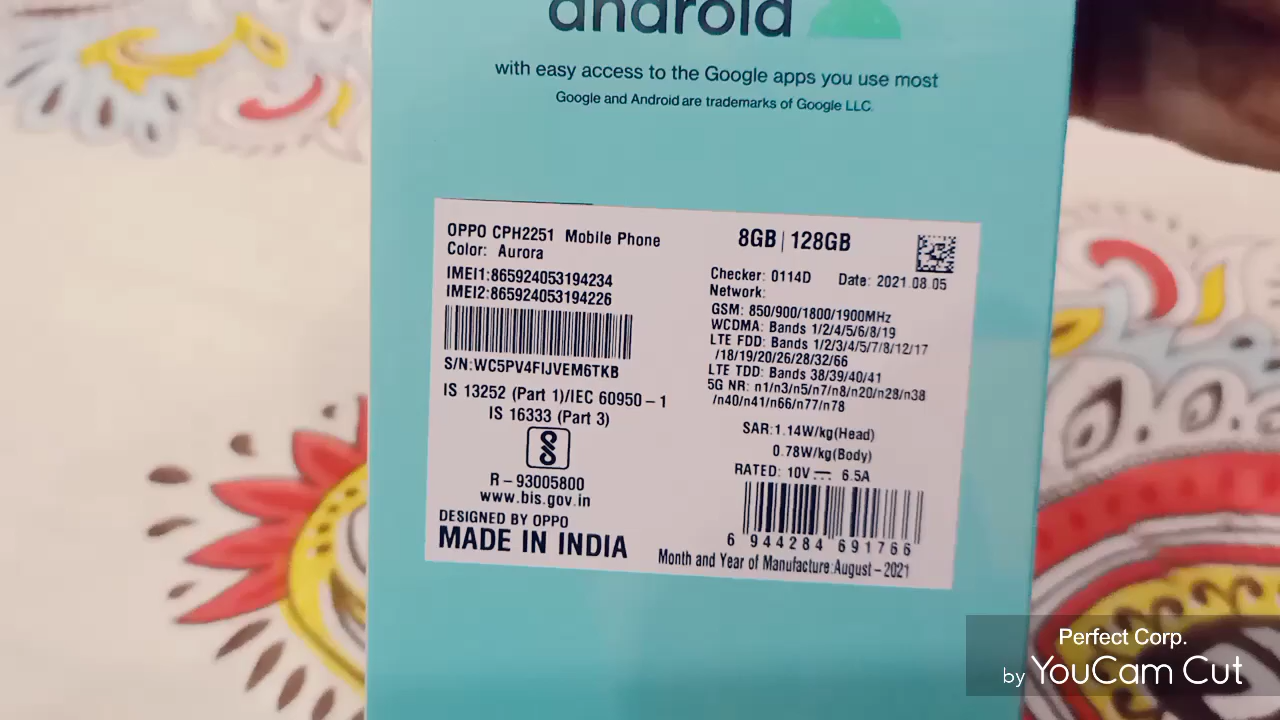 android
with easy access to the Google apps you use most
Google and Android are trademarks of Google LLC.
OPPO CPH2251 Mobile Phone
Color: Aurora
IMEI1:865924053194234
IMEI2:865924053194226
S/N:WC5PV4FIJVEM6TKB
IS 13252 (Part 1)/IEC 60950-1
IS 16333 (Part 3)
R-93005800
www.bis.gov.in
DESIGNED BY OPPO
MADE IN INDIA
8GB | 128GB
Checker: 0114D Date: 2021.08.05
Network:
GSM: 850/900/1800/1900MHz
WCDMA: Bands 1/2/4/5/6/8/19
LTE FDD: Bands 1/2/3/4/5/7/8/12/17
/18/19/20/26/28/32/66
LTE TDD: Bands 38/39/40/41
5G NR: n1/n3/n5/n7/n8/n20/n28/n38
/n40/n41/n66/n77/n78
SAR:1.14W/kg(Head)
0.78W/kg(Body)
RATED: 10V⎓ 6.5A
6 944284 691766
Month and Year of Manufacture:August-2021
Perfect Corp.
by YouCam Cut